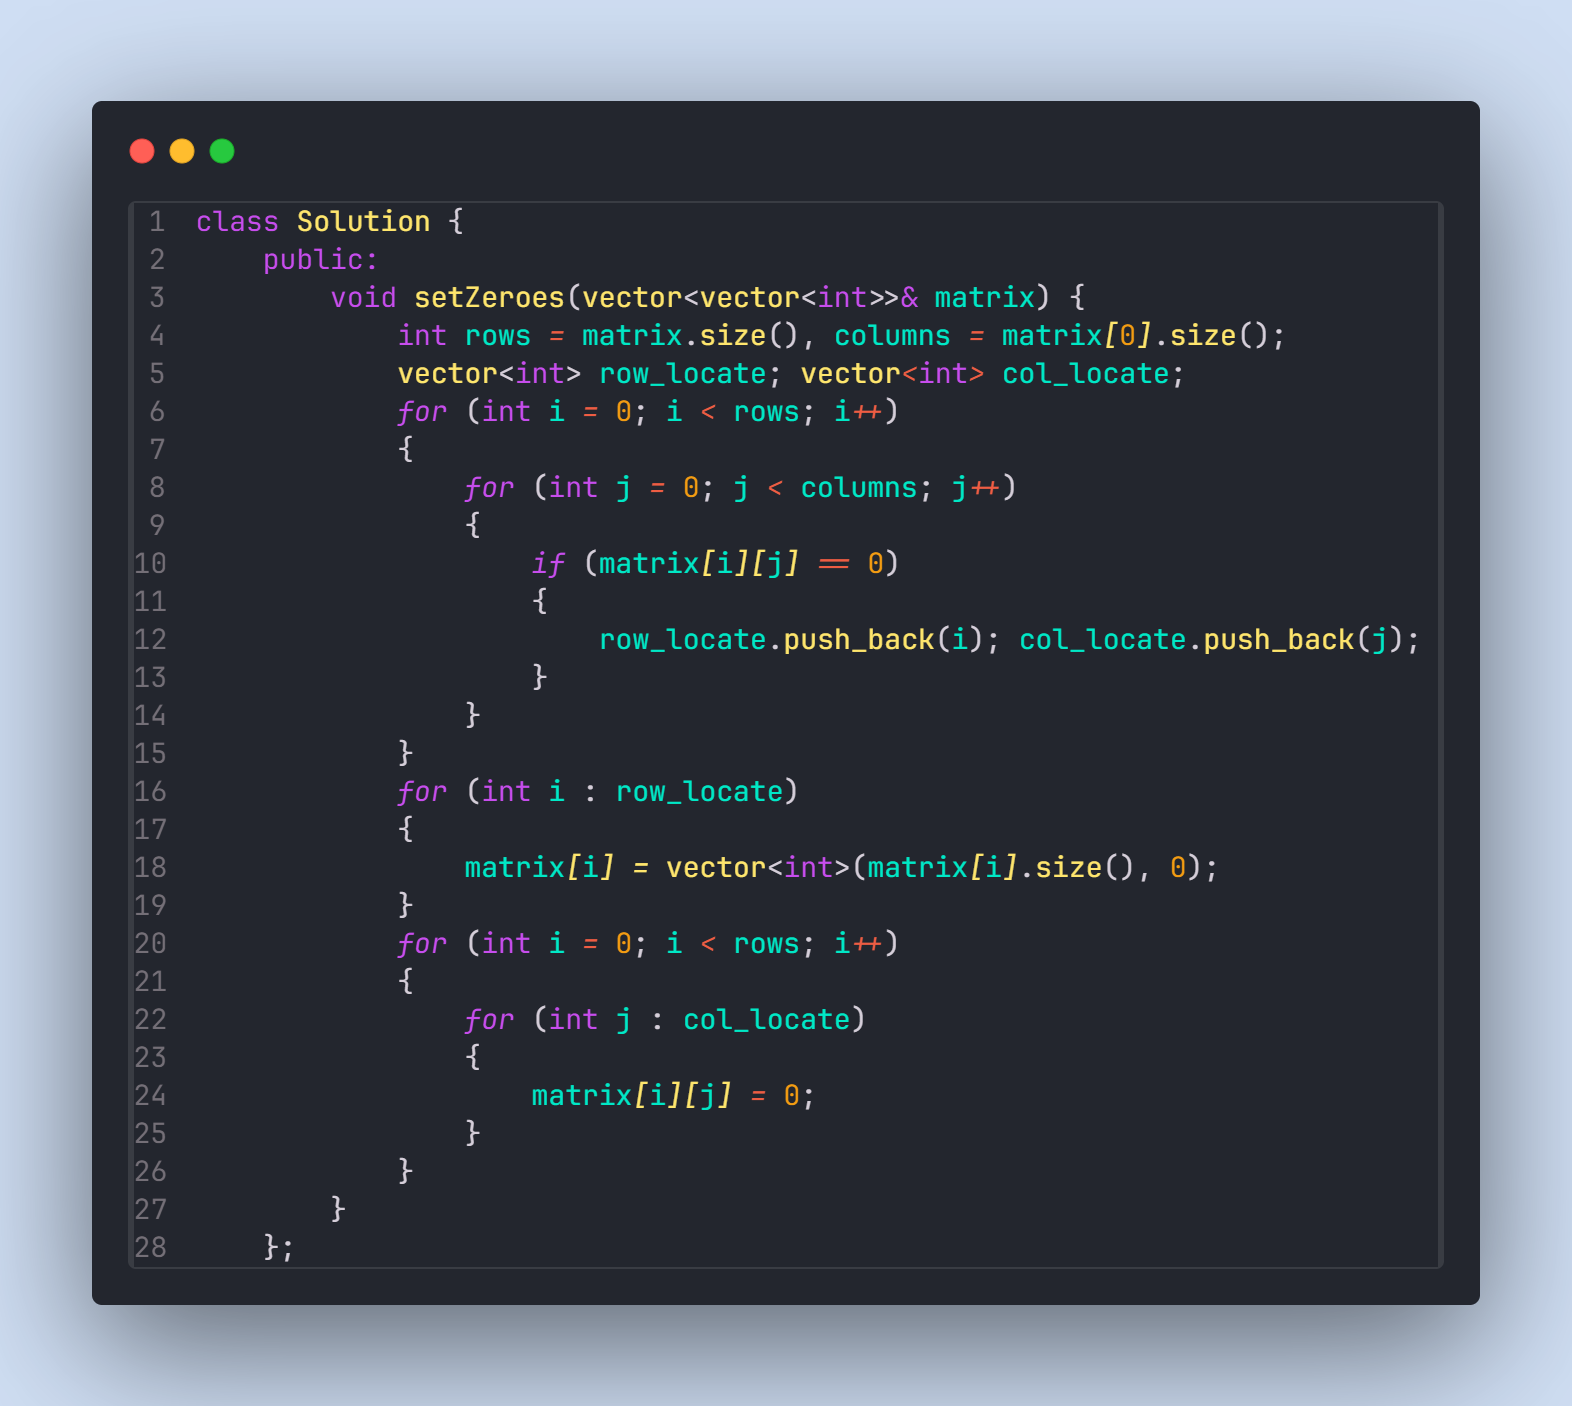 1 class Solution {
2     public:
3         void setZeroes(vector<vector<int>>& matrix) {
4             int rows = matrix.size(), columns = matrix[0].size();
5             vector<int> row_locate; vector<int> col_locate;
6             for (int i = 0; i < rows; i++)
7             {
8                 for (int j = 0; j < columns; j++)
9                 {
10                     if (matrix[i][j] == 0)
11                     {
12                         row_locate.push_back(i); col_locate.push_back(j);
13                     }
14                 }
15             }
16             for (int i : row_locate)
17             {
18                 matrix[i] = vector<int>(matrix[i].size(), 0);
19             }
20             for (int i = 0; i < rows; i++)
21             {
22                 for (int j : col_locate)
23                 {
24                     matrix[i][j] = 0;
25                 }
26             }
27         }
28     };